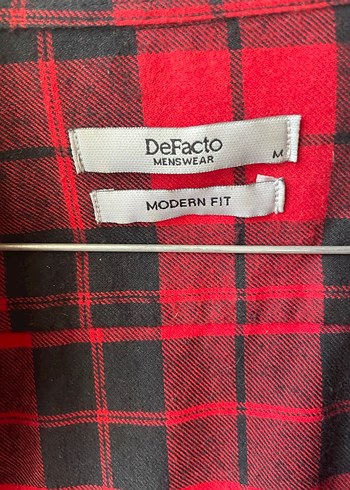 DeFacto
MENSWEAR
M
MODERN FIT